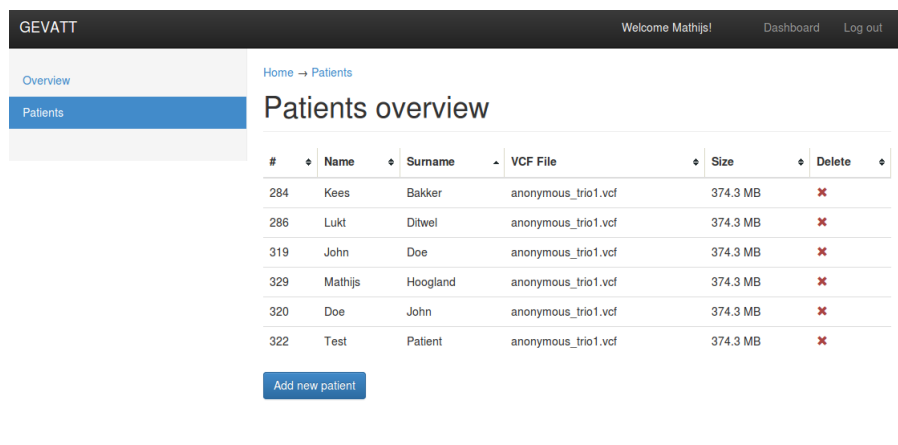 GEVATT Welcome Mathijs! Dashboard Log out
Overview
Patients
Home → Patients
Patients overview
# Name Surname VCF File Size Delete
284 Kees Bakker anonymous_trio1.vcf 374.3 MB
286 Lukt Ditwel anonymous_trio1.vcf 374.3 MB
319 John Doe anonymous_trio1.vcf 374.3 MB
329 Mathijs Hoogland anonymous_trio1.vcf 374.3 MB
320 Doe John anonymous_trio1.vcf 374.3 MB
322 Test Patient anonymous_trio1.vcf 374.3 MB
Add new patient